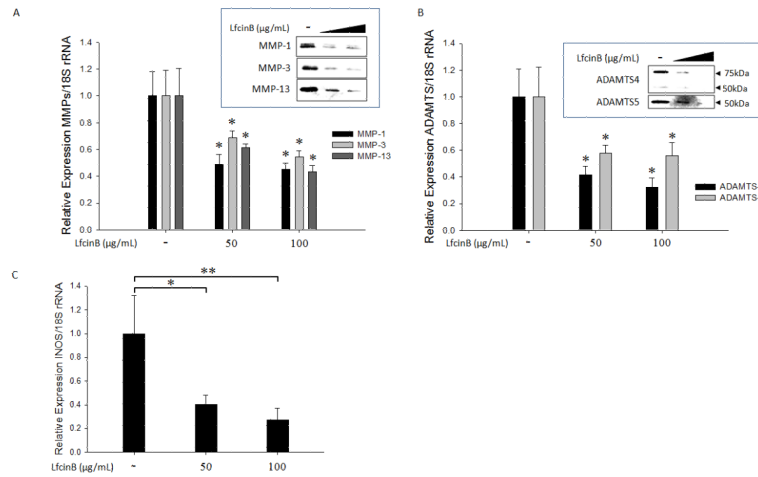 A
LfcinB (µg/mL) -
MMP-1
MMP-3
MMP-13
Relative Expression MMPs/18S rRNA
1.4
1.2
1.0
0.8
0.6
0.4
0.2
0.0
* * *
* * *
MMP-1
MMP-3
MMP-13
LfcinB (µg/mL) - 50 100
B
LfcinB (µg/mL) -
ADAMTS4
75kDa
50kDa
ADAMTS5
50kDa
Relative Expression ADAMTS/18S rRNA
1.4
1.2
1.0
0.8
0.6
0.4
0.2
0.0
* *
* *
ADAMTS
ADAMTS
LfcinB (µg/mL) - 50 100
C
**
*
Relative Expression INOS/18S rRNA
1.4
1.2
1.0
0.8
0.6
0.4
0.2
0.0
LfcinB (µg/mL) ~ 50 100